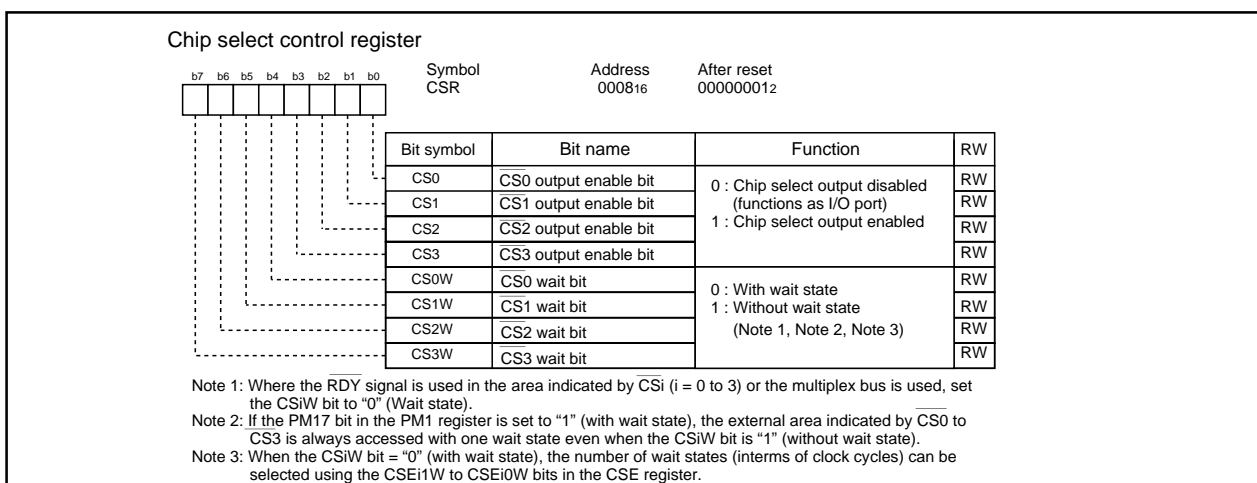 Chip select control register
b7 b6 b5 b4 b3 b2 b1 b0
Symbol Address After reset
CSR 000816 000000012
Bit symbol Bit name Function RW
CS0 CS0 output enable bit 0 : Chip select output disabled RW
CS1 CS1 output enable bit (functions as I/O port) RW
CS2 CS2 output enable bit 1 : Chip select output enabled RW
CS3 CS3 output enable bit RW
CS0W CS0 wait bit 0 : With wait state RW
CS1W CS1 wait bit 1 : Without wait state RW
CS2W CS2 wait bit (Note 1, Note 2, Note 3) RW
CS3W CS3 wait bit RW
Note 1: Where the RDY signal is used in the area indicated by CSi (i = 0 to 3) or the multiplex bus is used, set
the CSiW bit to “0” (Wait state).
Note 2: If the PM17 bit in the PM1 register is set to “1” (with wait state), the external area indicated by CS0 to
CS3 is always accessed with one wait state even when the CSiW bit is “1” (without wait state).
Note 3: When the CSiW bit = “0” (with wait state), the number of wait states (interms of clock cycles) can be
selected using the CSEi1W to CSEi0W bits in the CSE register.